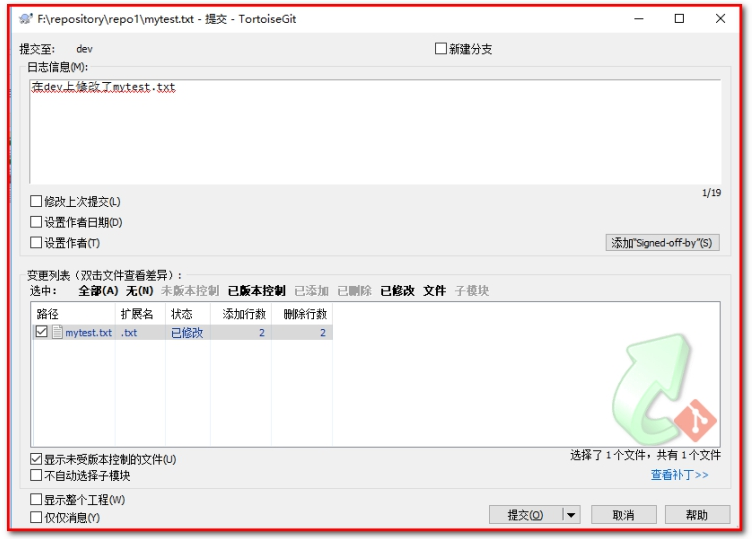 F:\repository\repo1\mytest.txt - 提交 - TortoiseGit
提交至: dev 新建分支
日志信息(M):
在dev上修改了mytest.txt
1/19
修改上次提交(L)
设置作者日期(D)
设置作者(T) 添加"Signed-off-by"(S)
变更列表（双击文件查看差异）:
选中: 全部(A) 无(N) 未版本控制 已版本控制 已添加 已删除 已修改 文件 子模块
路径 扩展名 状态 添加行数 删除行数
mytest.txt .txt 已修改 2 2
显示未受版本控制的文件(U) 选择了 1 个文件，共有 1 个文件
不自动选择子模块 查看补丁>>
显示整个工程(W)
仅仅消息(Y) 提交(O) 取消 帮助